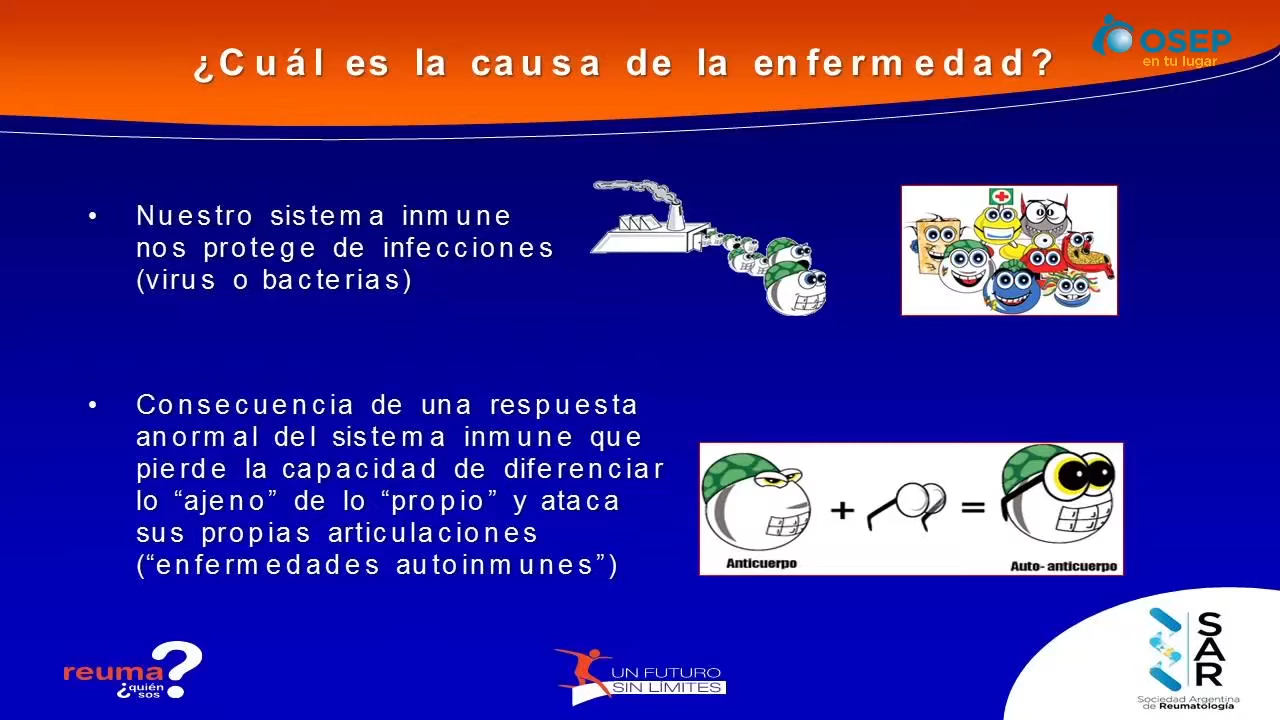 ¿Cuál es la causa de la enfermedad?
OSEP
en tu lugar
• Nuestro sistema inmune
nos protege de infecciones
(virus o bacterias)
• Consecuencia de una respuesta
anormal del sistema inmune que
pierde la capacidad de diferenciar
lo “ajeno” de lo “propio” y ataca
sus propias articulaciones
(“enfermedades autoinmunes”)
+
=
Anticuerpo
Auto- anticuerpo
reuma?
¿quién
sos
UN FUTURO
SIN LÍMITES
S
A
R
Sociedad Argentina
de Reumatología